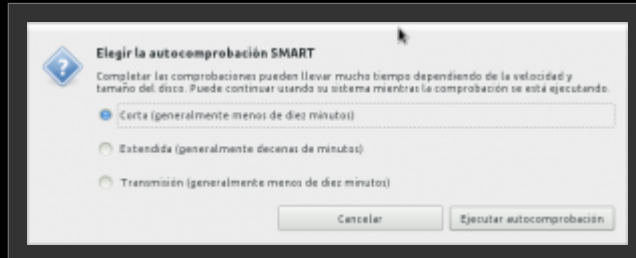 Elegir la autocomprobación SMART
Completar las comprobaciones pueden llevar mucho tiempo dependiendo de la velocidad y
tamaño del disco. Puede continuar usando su sistema mientras la comprobación se está ejecutando.
Corta (generalmente menos de diez minutos)
Extendida (generalmente decenas de minutos)
Transmisión (generalmente menos de diez minutos)
Cancelar
Ejecutar autocomprobación